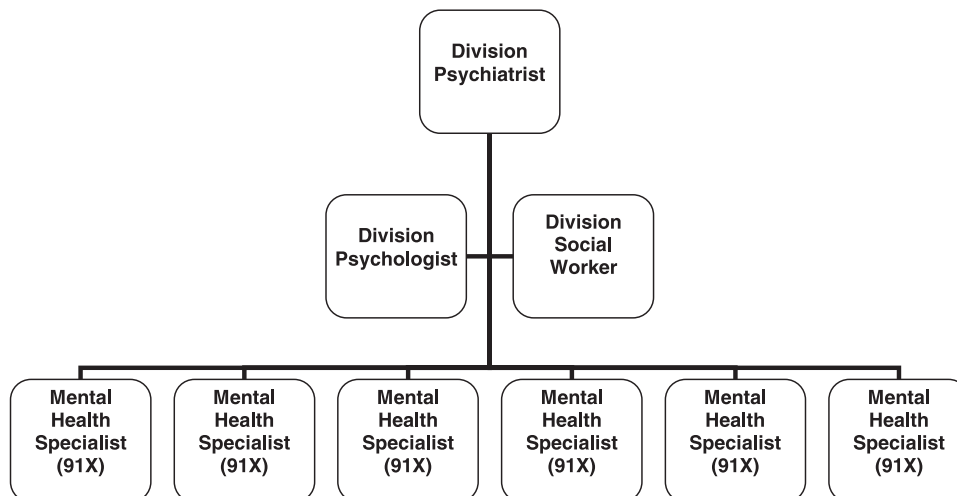 Division
Psychiatrist
Division
Psychologist
Division
Social
Worker
Mental
Health
Specialist
(91X)
Mental
Health
Specialist
(91X)
Mental
Health
Specialist
(91X)
Mental
Health
Specialist
(91X)
Mental
Health
Specialist
(91X)
Mental
Health
Specialist
(91X)